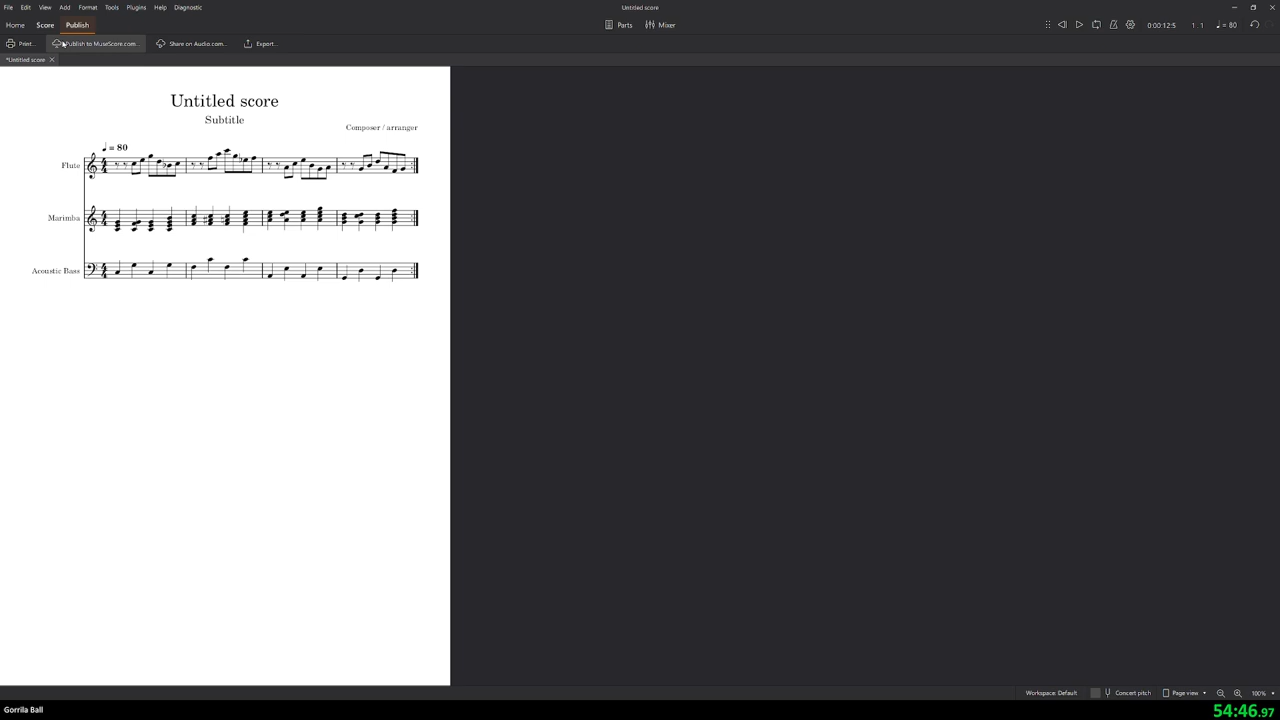 File Edit View Add Format Tools Plugins Help Diagnostic
Untitled score
Home Score Publish
Parts Mixer
0:00:12:5 1 1 = 80
Print... Publish to MuseScore.com... Share on Audio.com... Export...
*Untitled score
Untitled score
Subtitle
Composer / arranger
= 80
Flute
Marimba
Acoustic Bass
Workspace: Default Concert pitch Page view 100%
Gorrila Ball
54:46.97